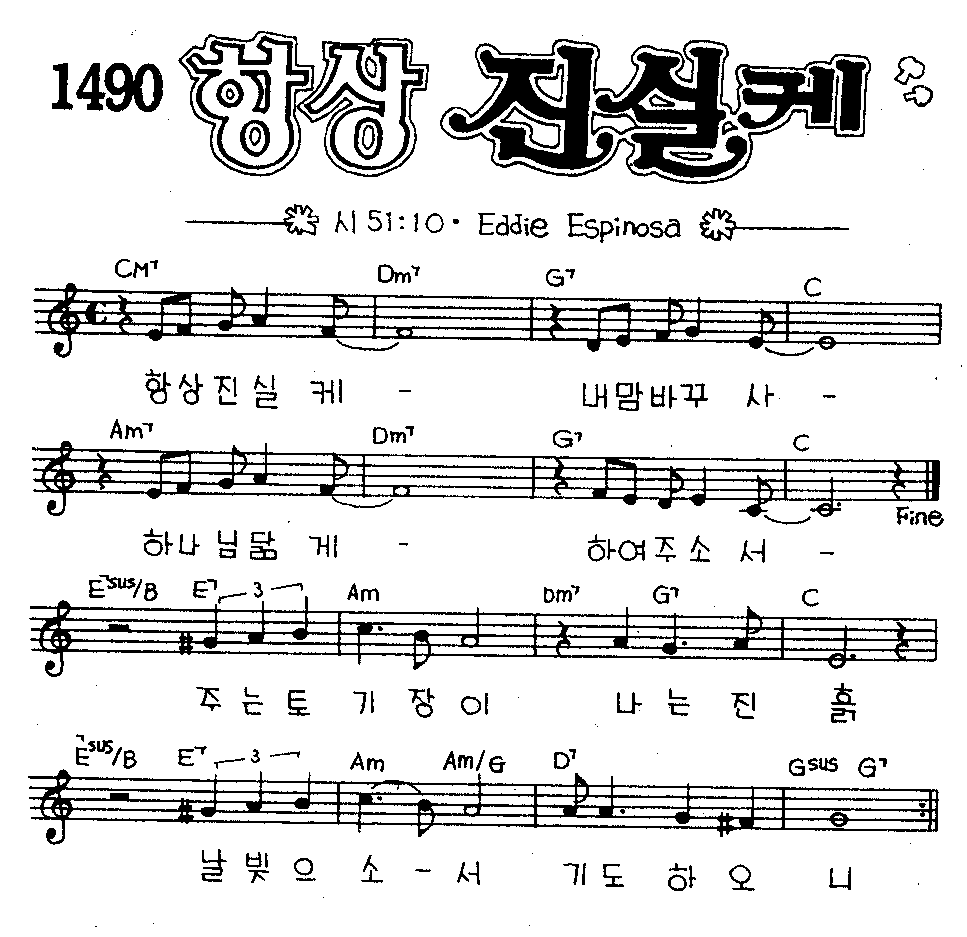 1490 항상 진실케
시 51:10 · Eddie Espinosa
CM7 Dm7 G7 C
항상진실 케 - 내맘바꾸 사 -
Am7 Dm7 G7 C
Fine
하나님닮 게 - 하여주소 서 -
E7sus/B E7 3 Am Dm7 G7 C
주는토 기 장이 나는 진 흙
E7sus/B E7 3 Am Am/G D7 Gsus G7
날빚으 소 - 서 기도 하 오 니